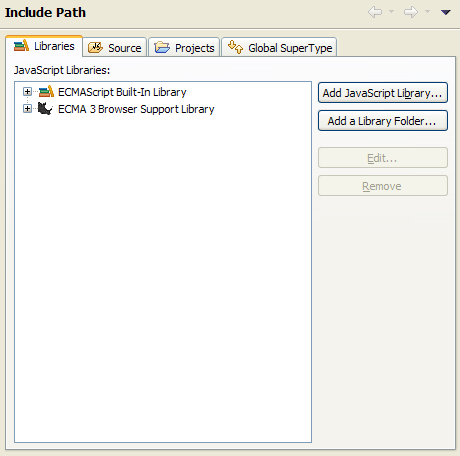 Include Path
Libraries
Source
Projects
Global SuperType
JavaScript Libraries:
ECMAScript Built-In Library
ECMA 3 Browser Support Library
Add JavaScript Library...
Add a Library Folder...
Edit...
Remove